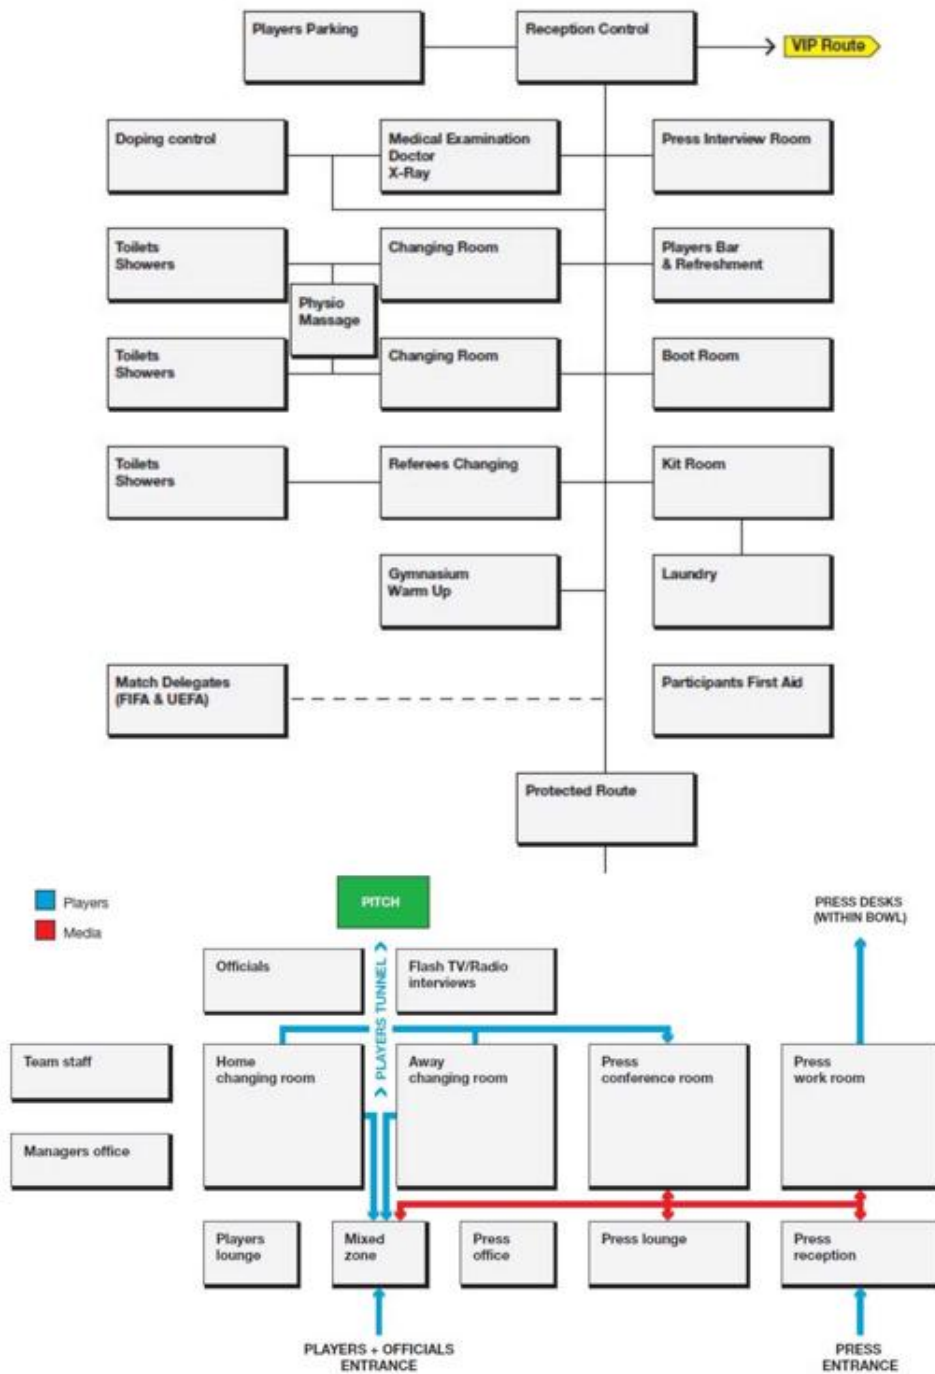 Players Parking
Reception Control
VIP Route
Doping control
Medical Examination
Doctor
X-Ray
Press Interview Room
Toilets
Showers
Changing Room
Players Bar
& Refreshment
Physio
Massage
Toilets
Showers
Changing Room
Boot Room
Toilets
Showers
Referees Changing
Kit Room
Gymnasium
Warm Up
Laundry
Match Delegates
(FIFA & UEFA)
Participants First Aid
Protected Route
Players
Media
PITCH
PRESS DESKS
(WITHIN BOWL)
Officials
PLAYERS TUNNEL
Flash TV/Radio
interviews
Team staff
Home
changing room
Away
changing room
Press
conference room
Press
work room
Managers office
Players
lounge
Mixed
zone
Press
office
Press lounge
Press
reception
PLAYERS + OFFICIALS
ENTRANCE
PRESS
ENTRANCE